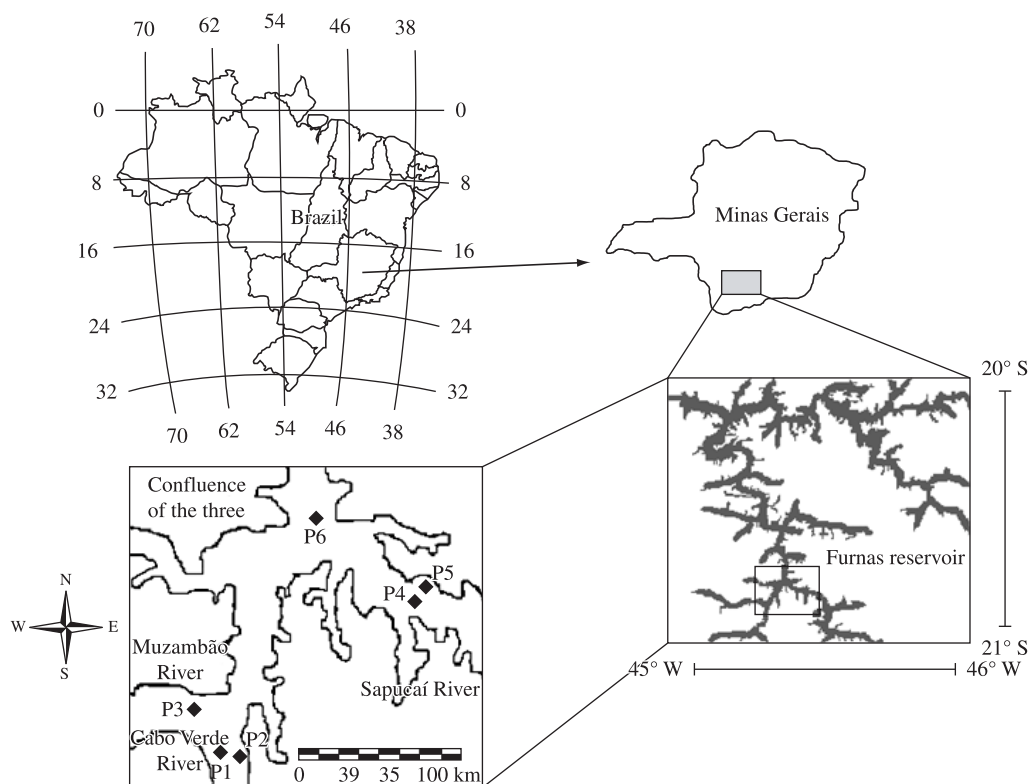 70 62 54 46 38
0 0
8 8
Brazil
16 16
24 24
32 32
70 62 54 46 38
Minas Gerais
20° S
Furnas reservoir
21° S
45° W 46° W
Confluence
of the three
P6
P5
P4
Muzambão
River
Sapucaí River
P3
Cabo Verde
River
P2
P1
0 39 35 100 km
N
W E
S